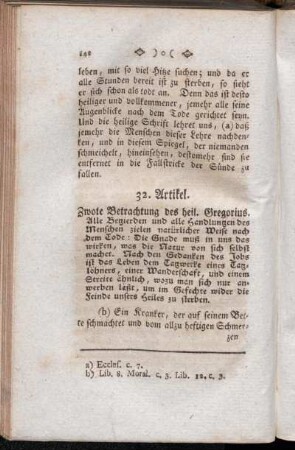 148 )o(
leben, mit so viel Hitze suchen; und da er
alle Stunden bereit ist zu sterben, so sieht
er sich schon als todt an. Denn das ist desto
heiliger und vollkommener, jemehr alle seine
Augenblicke nach dem Tode gerichtet seyn.
Und die heilige Schrift lehret uns, (a) daß
jemehr die Menschen dieser Lehre nachden-
ken, und in diesem Spiegel, der niemanden
schmeichelt, hineinsehen, destomehr sind sie
entfernet in die Fallstricke der Sünde zu
fallen.
32. Artikel.
Zwote Betrachtung des heil. Gregorius.
Alle Begierden und alle Handlungen des
Menschen zielen natürlicher Weise nach
dem Tode: Die Gnade muß in uns das
wirken, was die Natur von sich selbst
machet. Nach den Gedanken des Jobs
ist das Leben dem Tagwerke eines Tag-
löhners, einer Wanderschaft, und einem
Streite ähnlich, wozu man sich nur an-
werben läßt, um im Gefechte wider die
Feinde unsers Heiles zu sterben.
(b) Ein Kranker, der auf seinem Bet-
te schmachtet und vom allzu heftigen Schmer-
zen
a) Eccles. c. 7.
b) Lib. 8. Moral. c. 3. Lib. 12. c. 3.